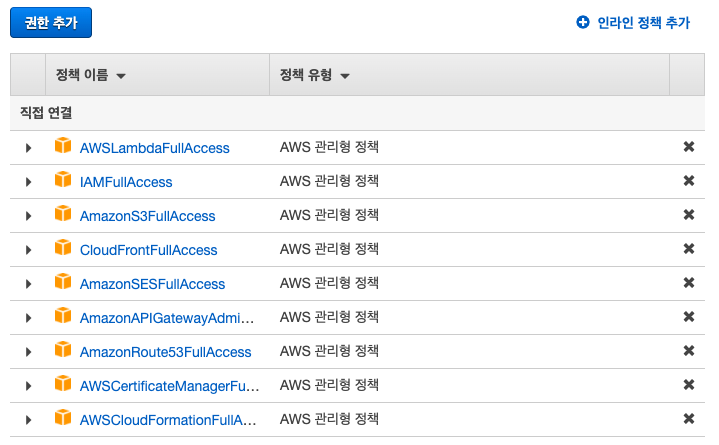 권한 추가
인라인 정책 추가
정책 이름 정책 유형
직접 연결
AWSLambdaFullAccess AWS 관리형 정책
IAMFullAccess AWS 관리형 정책
AmazonS3FullAccess AWS 관리형 정책
CloudFrontFullAccess AWS 관리형 정책
AmazonSESFullAccess AWS 관리형 정책
AmazonAPIGatewayAdmi... AWS 관리형 정책
AmazonRoute53FullAccess AWS 관리형 정책
AWSCertificateManagerFu... AWS 관리형 정책
AWSCloudFormationFullA... AWS 관리형 정책